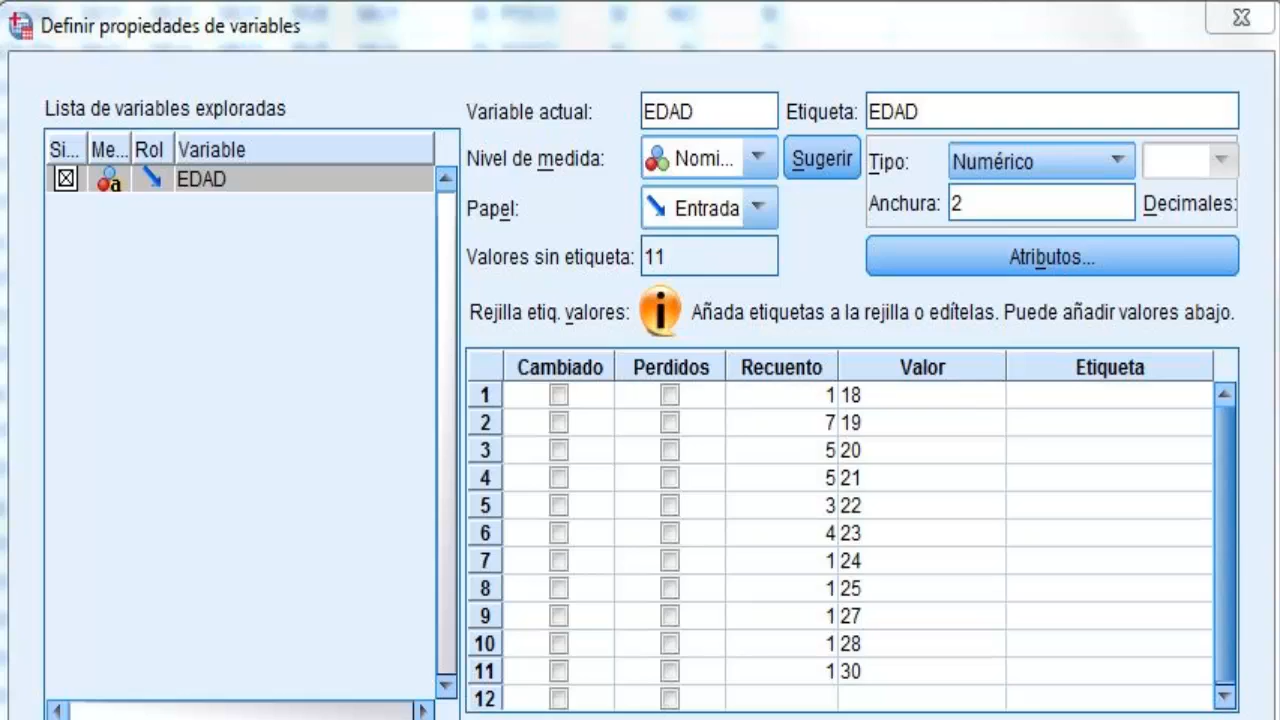 Definir propiedades de variables
Lista de variables exploradas
Si... Me... Rol Variable
a EDAD
Variable actual: EDAD Etiqueta: EDAD
Nivel de medida: Nomi... Sugerir Tipo: Numérico
Papel: Entrada Anchura: 2 Decimales:
Valores sin etiqueta: 11 Atributos...
Rejilla etiq. valores: i Añada etiquetas a la rejilla o edítelas. Puede añadir valores abajo.
Cambiado Perdidos Recuento Valor Etiqueta
1 1 18
2 7 19
3 5 20
4 5 21
5 3 22
6 4 23
7 1 24
8 1 25
9 1 27
10 1 28
11 1 30
12